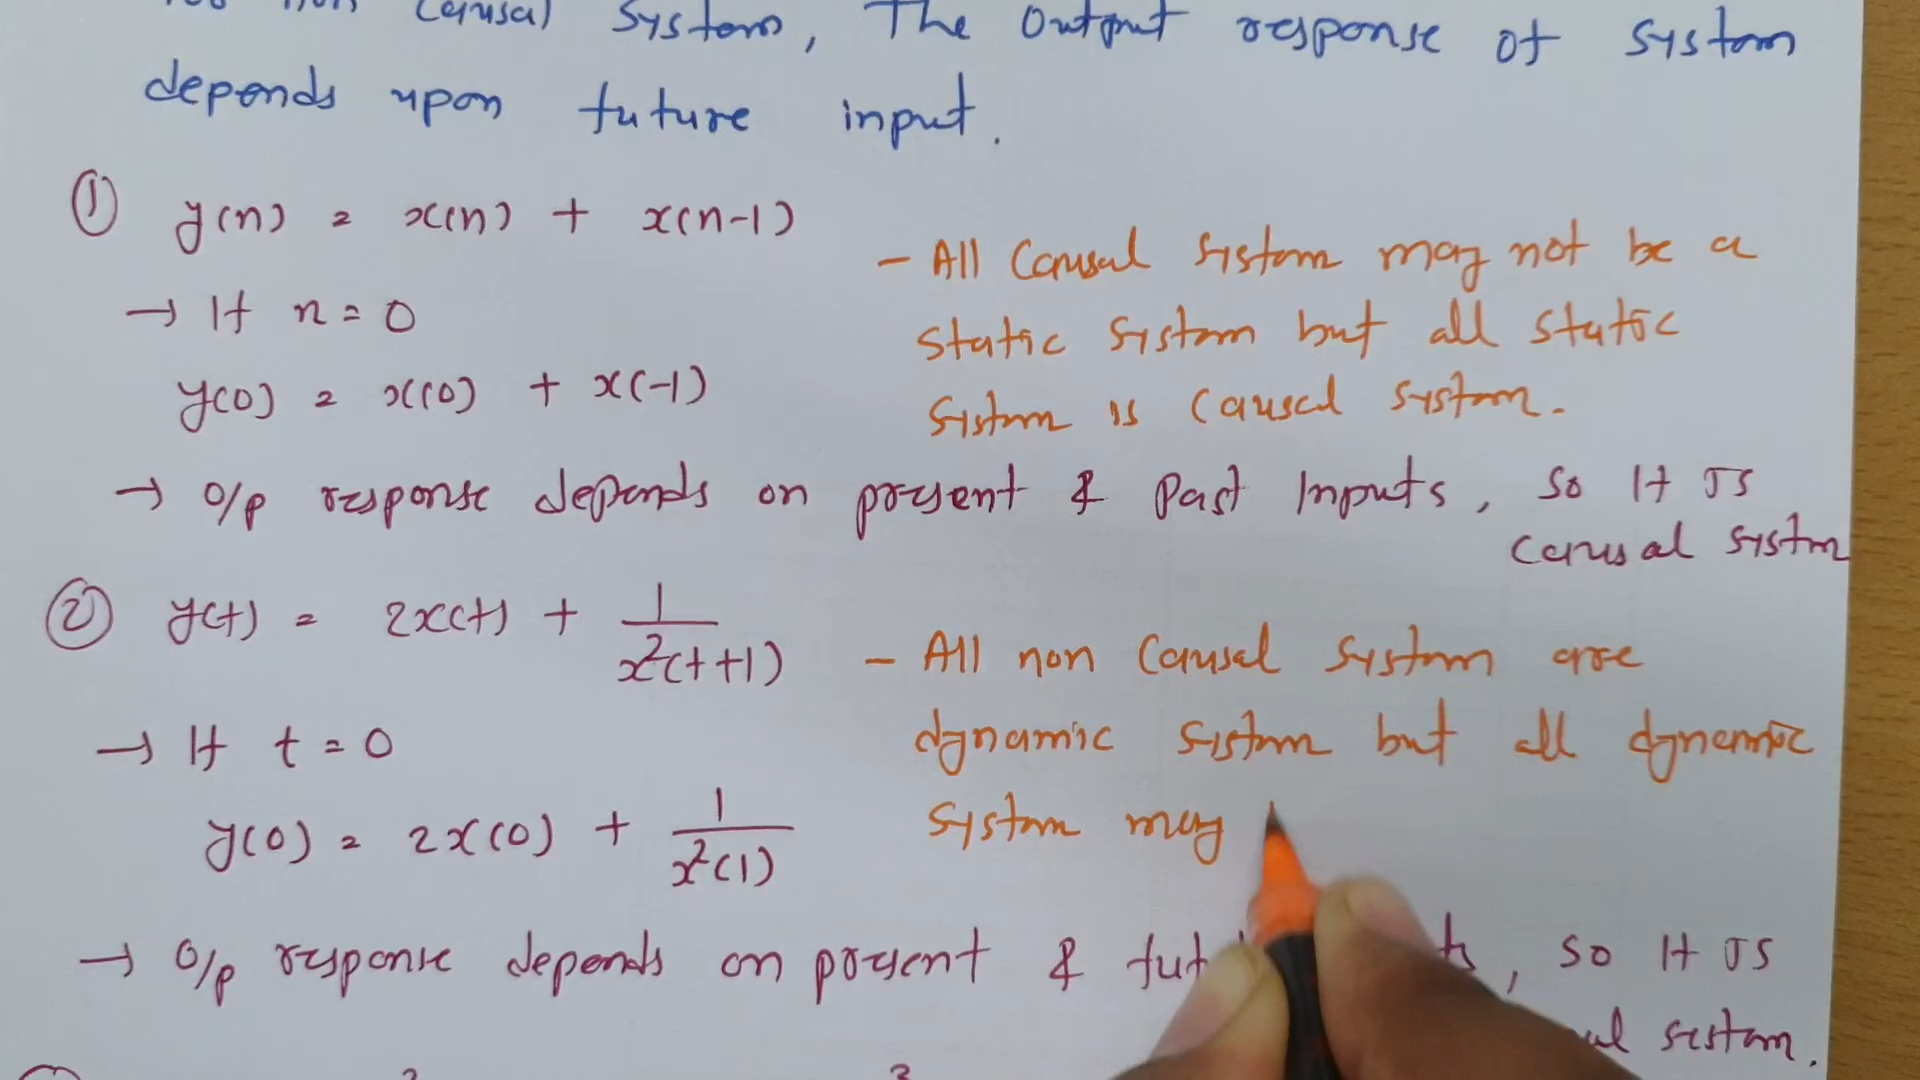 non causal system, The output response of system
depends upon future input.
① y(n) = x(n) + x(n-1)
→ If n = 0
y(0) = x(0) + x(-1)
- All causal system may not be a
static system but all static
system is causal system.
→ o/p response depends on present & past inputs, so It is
causal system
② y(t) = 2x(t) + 1/x²(t+1)
→ If t = 0
y(0) = 2x(0) + 1/x²(1)
- All non causal system are
dynamic system but all dynamic
system may
→ o/p response depends on present & , so It is
system.